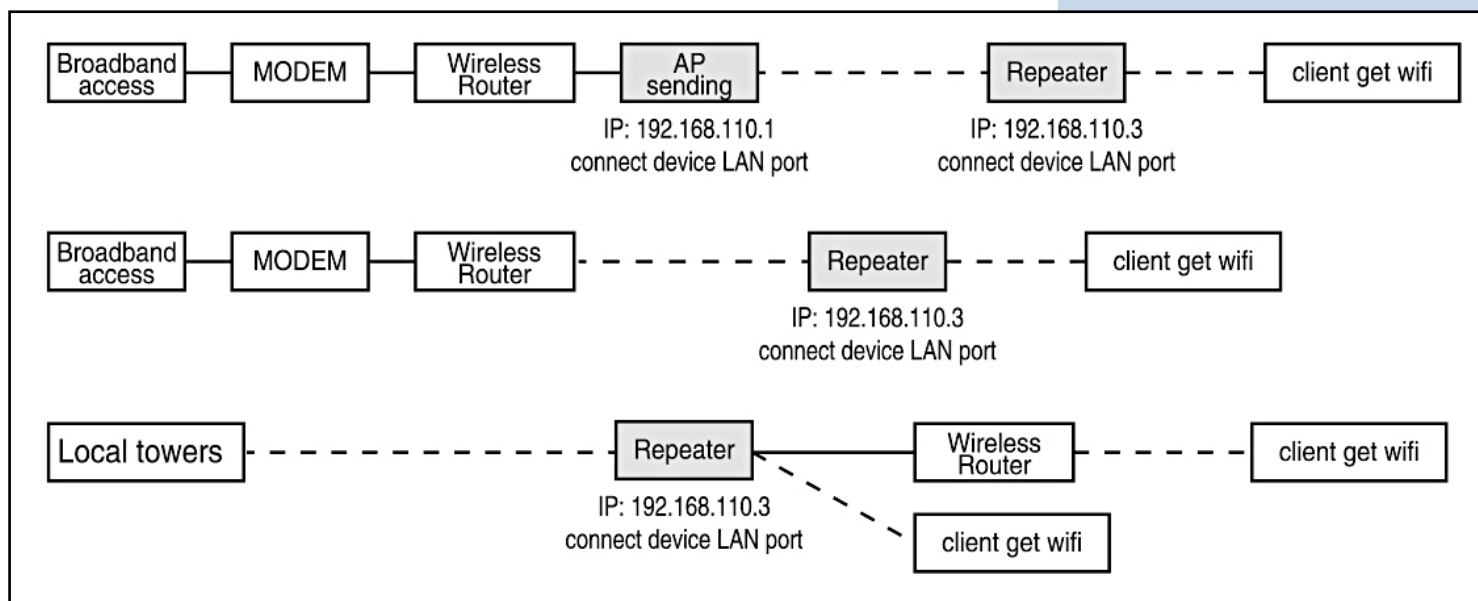 Broadband
access
MODEM
Wireless
Router
AP
sending
Repeater
client get wifi
IP: 192.168.110.1
connect device LAN port
IP: 192.168.110.3
connect device LAN port
Broadband
access
MODEM
Wireless
Router
Repeater
client get wifi
IP: 192.168.110.3
connect device LAN port
Local towers
Repeater
Wireless
Router
client get wifi
IP: 192.168.110.3
connect device LAN port
client get wifi